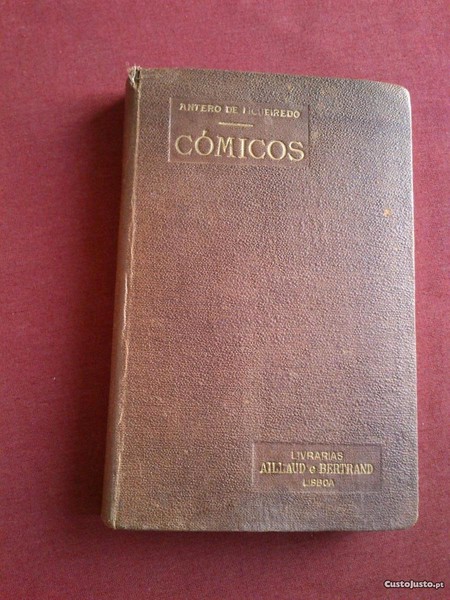 ANTERO DE FIGUEIREDO
CÓMICOS
LIVRARIAS
AILLAUD e BERTRAND
LISBOA
CustoJusto.pt